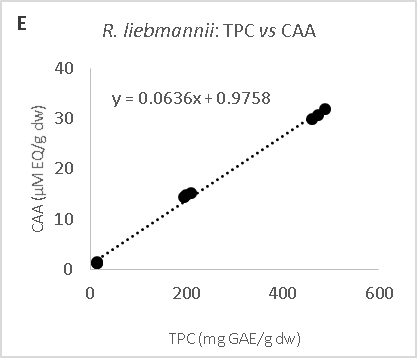 E
R. liebmannii: TPC vs CAA
y = 0.0636x + 0.9758
CAA (µM EQ/g dw)
40
30
20
10
0
0 200 400 600
TPC (mg GAE/g dw)